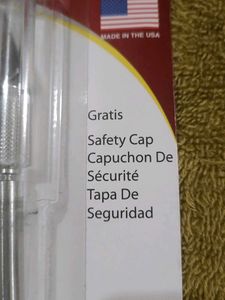 MADE IN THE USA
Gratis
Safety Cap
Capuchon De
Sécurité
Tapa De
Seguridad